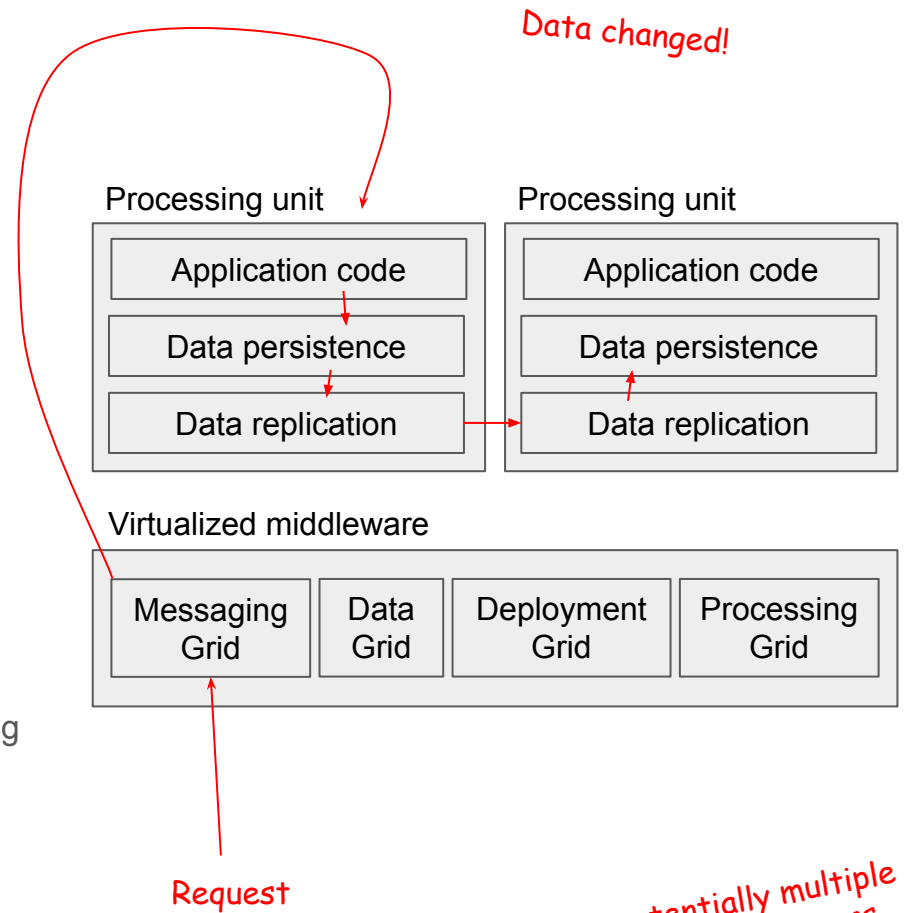 Data changed!
Processing unit
Processing unit
Application code
Application code
Data persistence
Data persistence
Data replication
Data replication
Virtualized middleware
Messaging
Grid
Data
Grid
Deployment
Grid
Processing
Grid
g
Request
tentially multiple